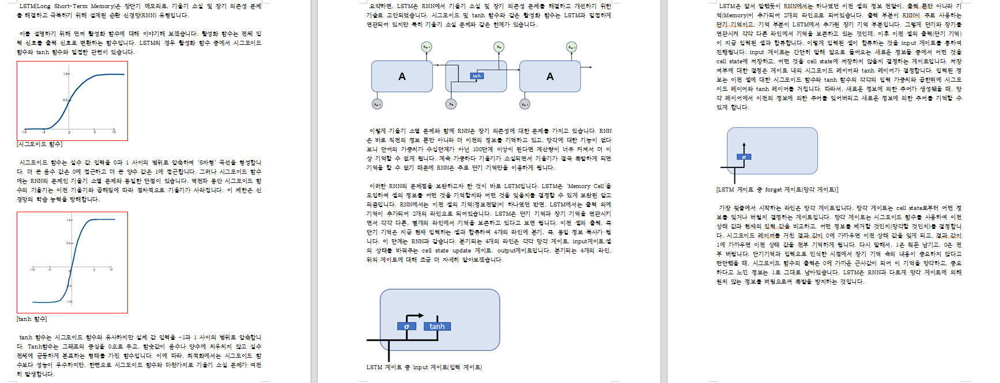 LSTM(Long Short-Term Memory)은 장단기 메모리로, 기울기 소실 및 장기 의존성 문제
를 해결하고 극복하기 위해 설계된 순환 신경망(RNN) 유형입니다.
이를 설명하기 위해 먼저 활성화 함수에 대해 이야기해 보겠습니다. 활성화 함수는 전체 입
력 신호를 출력 신호로 변환하는 함수입니다. LSTM의 경우 활성화 함수 중에서 시그모이드
함수와 tanh 함수와 밀접한 관련이 있습니다.
1.0
0.5
-10 -5 0 5 10
[시그모이드 함수]
시그모이드 함수는 실수 값 입력을 0과 1 사이의 범위로 압축하여 'S자형' 곡선을 형성합니
다. 더 큰 음수 값은 0에 접근하고 더 큰 양수 값은 1에 접근합니다. 그러나 시그모이드 함수
에는 RNN의 문제인 기울기 소멸 문제와 동일한 단점이 있습니다. 역전파 동안 시그모이드 함
수의 기울기는 이전 기울기와 곱해짐에 따라 점차적으로 기울기가 사라집니다. 이 제한은 신
경망의 학습 능력을 방해합니다.
1.0
0.5
-10 -5 0 5 10
-0.5
-1.0
[tanh 함수]
tanh 함수는 시그모이드 함수와 유사하지만 실제 값 입력을 -1과 1 사이의 범위로 압축합니
다. Tanh함수는 그래프의 중심을 0으로 두고, 함숫값이 음수나 양수에 치우치지 않고 실수
전체에 균등하게 분포하는 형태를 가진 함수입니다. 이에 따라, 최적화에서는 시그모이드 함
수보다 성능이 우수하지만, 한편으로 시그모이드 함수와 마찬가지로 기울기 소실 문제가 여전
히 발생합니다.
요약하면, LSTM은 RNN에서 기울기 소실 및 장기 의존성 문제를 해결하고 개선하기 위한
기술로 고안되었습니다. 시그모이드 및 tanh 함수와 같은 활성화 함수는 LSTM과 밀접하게
연관되어 있지만 특히 기울기 소실 문제와 같은 한계가 있습니다.
A tanh A
이렇게 기울기 소멸 문제와 함께 RNN은 장기 의존성에 대한 문제를 가지고 있습니다. RNN
은 바로 직전의 정보 뿐만 아니라 더 이전의 정보를 기억하고 있고, 망각에 대한 기능이 없다
보니 단어의 가중치가 수십단계가 아닌 100단계 이상이 된다면 계산량이 너무 커져서 더 이
상 기억할 수 없게 됩니다. 계속 가중하다 기울기가 소실되면서 기울기가 결국 폭발하게 되면
기억을 할 수 없기 때문에 RNN은 주로 단기 기억만을 이용하게 됩니다.
이러한 RNN의 문제점을 보완하고자 한 것이 바로 LSTM입니다. LSTM은 'Memory Cell'을
도입하여 셀의 정보를 어떤 것을 기억할지와 어떤 것을 잊을지를 결정할 수 있게 보완된 알고
리즘입니다. RNN에서는 이전 셀의 기억(정보전달)이 하나였던 반면, LSTM에서는 출력 외에
기억이 추가되어 2개의 라인으로 되어있습니다. LSTM은 단기 기억과 장기 기억을 연관시키
면서 각각 다른, 별개의 라인에서 기억을 보존하고 있다고 보면 됩니다. 이전 셀의 출력, 즉
단기 기억은 지금 현재 입력하는 셀과 합류하여 4개의 라인에 분기, 즉, 동일 정보 복사가 됩
니다. 이 단계는 RNN과 같습니다. 분기되는 4개의 라인은 각각 망각 게이트, input게이트,셀
의 상태를 바꿔주는 cell state update 게이트, output게이트입니다. 분기되는 4개의 라인,
위의 게이트에 대해 조금 더 자세히 알아보겠습니다.
σ tanh
LSTM 게이트 중 input 게이트(입력 게이트)
LSTM은 앞서 말했듯이 RNN에서는 하나였던 이전 정보 전달이, 출력 뿐만 아니라 기
억(Memory)이 추가되어 2개의 라인으로 되어있습니다. 출력 부분이 RNN의 주로 사용하는
단기 기억이고, 기억 부분이 LSTM에서 추가된 장기 기억 부분입니다. 그렇게 단기와 장기를
연관시켜 각각 다른 라인에서 기억을 보존하고 있는 것인데, 이후 이전 셀의 출력(단기 기억)
이 지금 입력된 셀과 합류합니다. 이렇게 입력된 셀이 합류하는 것을 input 게이트를 통하여
진행됩니다. input 게이트는 간단히 말해 앞으로 들어오는 새로운 정보들 중에서 어떤 것을
cell state에 저장하고, 어떤 것을 cell state에 저장하지 않을지 결정하는 게이트입니다. 저장
여부에 대한 결정은 게이트 내의 시그모이드 레이어와 tanh 레이어가 결정합니다. 입력된 정
보는 이전 셀에 대한 시그모이드 함수와 tanh 함수의 각각의 입력 가중치와 곱한뒤에 시그모
이드 레이어와 tanh 레이어를 거칩니다. 따라서, 새로운 정보에 의한 주어가 생성됐을 때, 망
각 레이어에서 이전의 정보에 의한 주어를 잊어버리고 새로운 정보에 의한 주어를 기억할 수
있게 합니다.
σ
[LSTM 게이트 중 forget 게이트(망각 게이트)]
가장 윗줄에서 시작하는 라인은 망각 게이트입니다. 망각 게이트는 cell state로부터 어떤 정
보를 잊거나 버릴지 결정하는 게이트입니다. 망각 게이트는 시그모이드 함수를 사용하여 이전
상태 값과 현재의 입력 값을 비교하고, 어떤 정보를 제거할 것인지(망각할 것인지)를 결정합니
다. 시그모이드 레이어를 거친 결과 값이 0에 가까우면 이전 상태 값을 잊게 되고, 결과 값이
1에 가까우면 이전 상태 값을 전부 기억하게 됩니다. 다시 말해서, 1은 뭐든 남기고, 0은 전
부 버립니다. 단기기억과 입력으로 인식한 시점에서 장기 기억 속의 내용이 중요하지 않다고
판단했을 때, 시그모이드 함수의 출력은 0에 가까운 근사값이 되어 이 기억을 망각하고, 중요
하다고 느낀 정보는 1로 그대로 남아있습니다. LSTM은 RNN과 다르게 망각 게이트에 의해
원치 않는 정보를 버림으로써 폭발을 방지하는 것입니다.